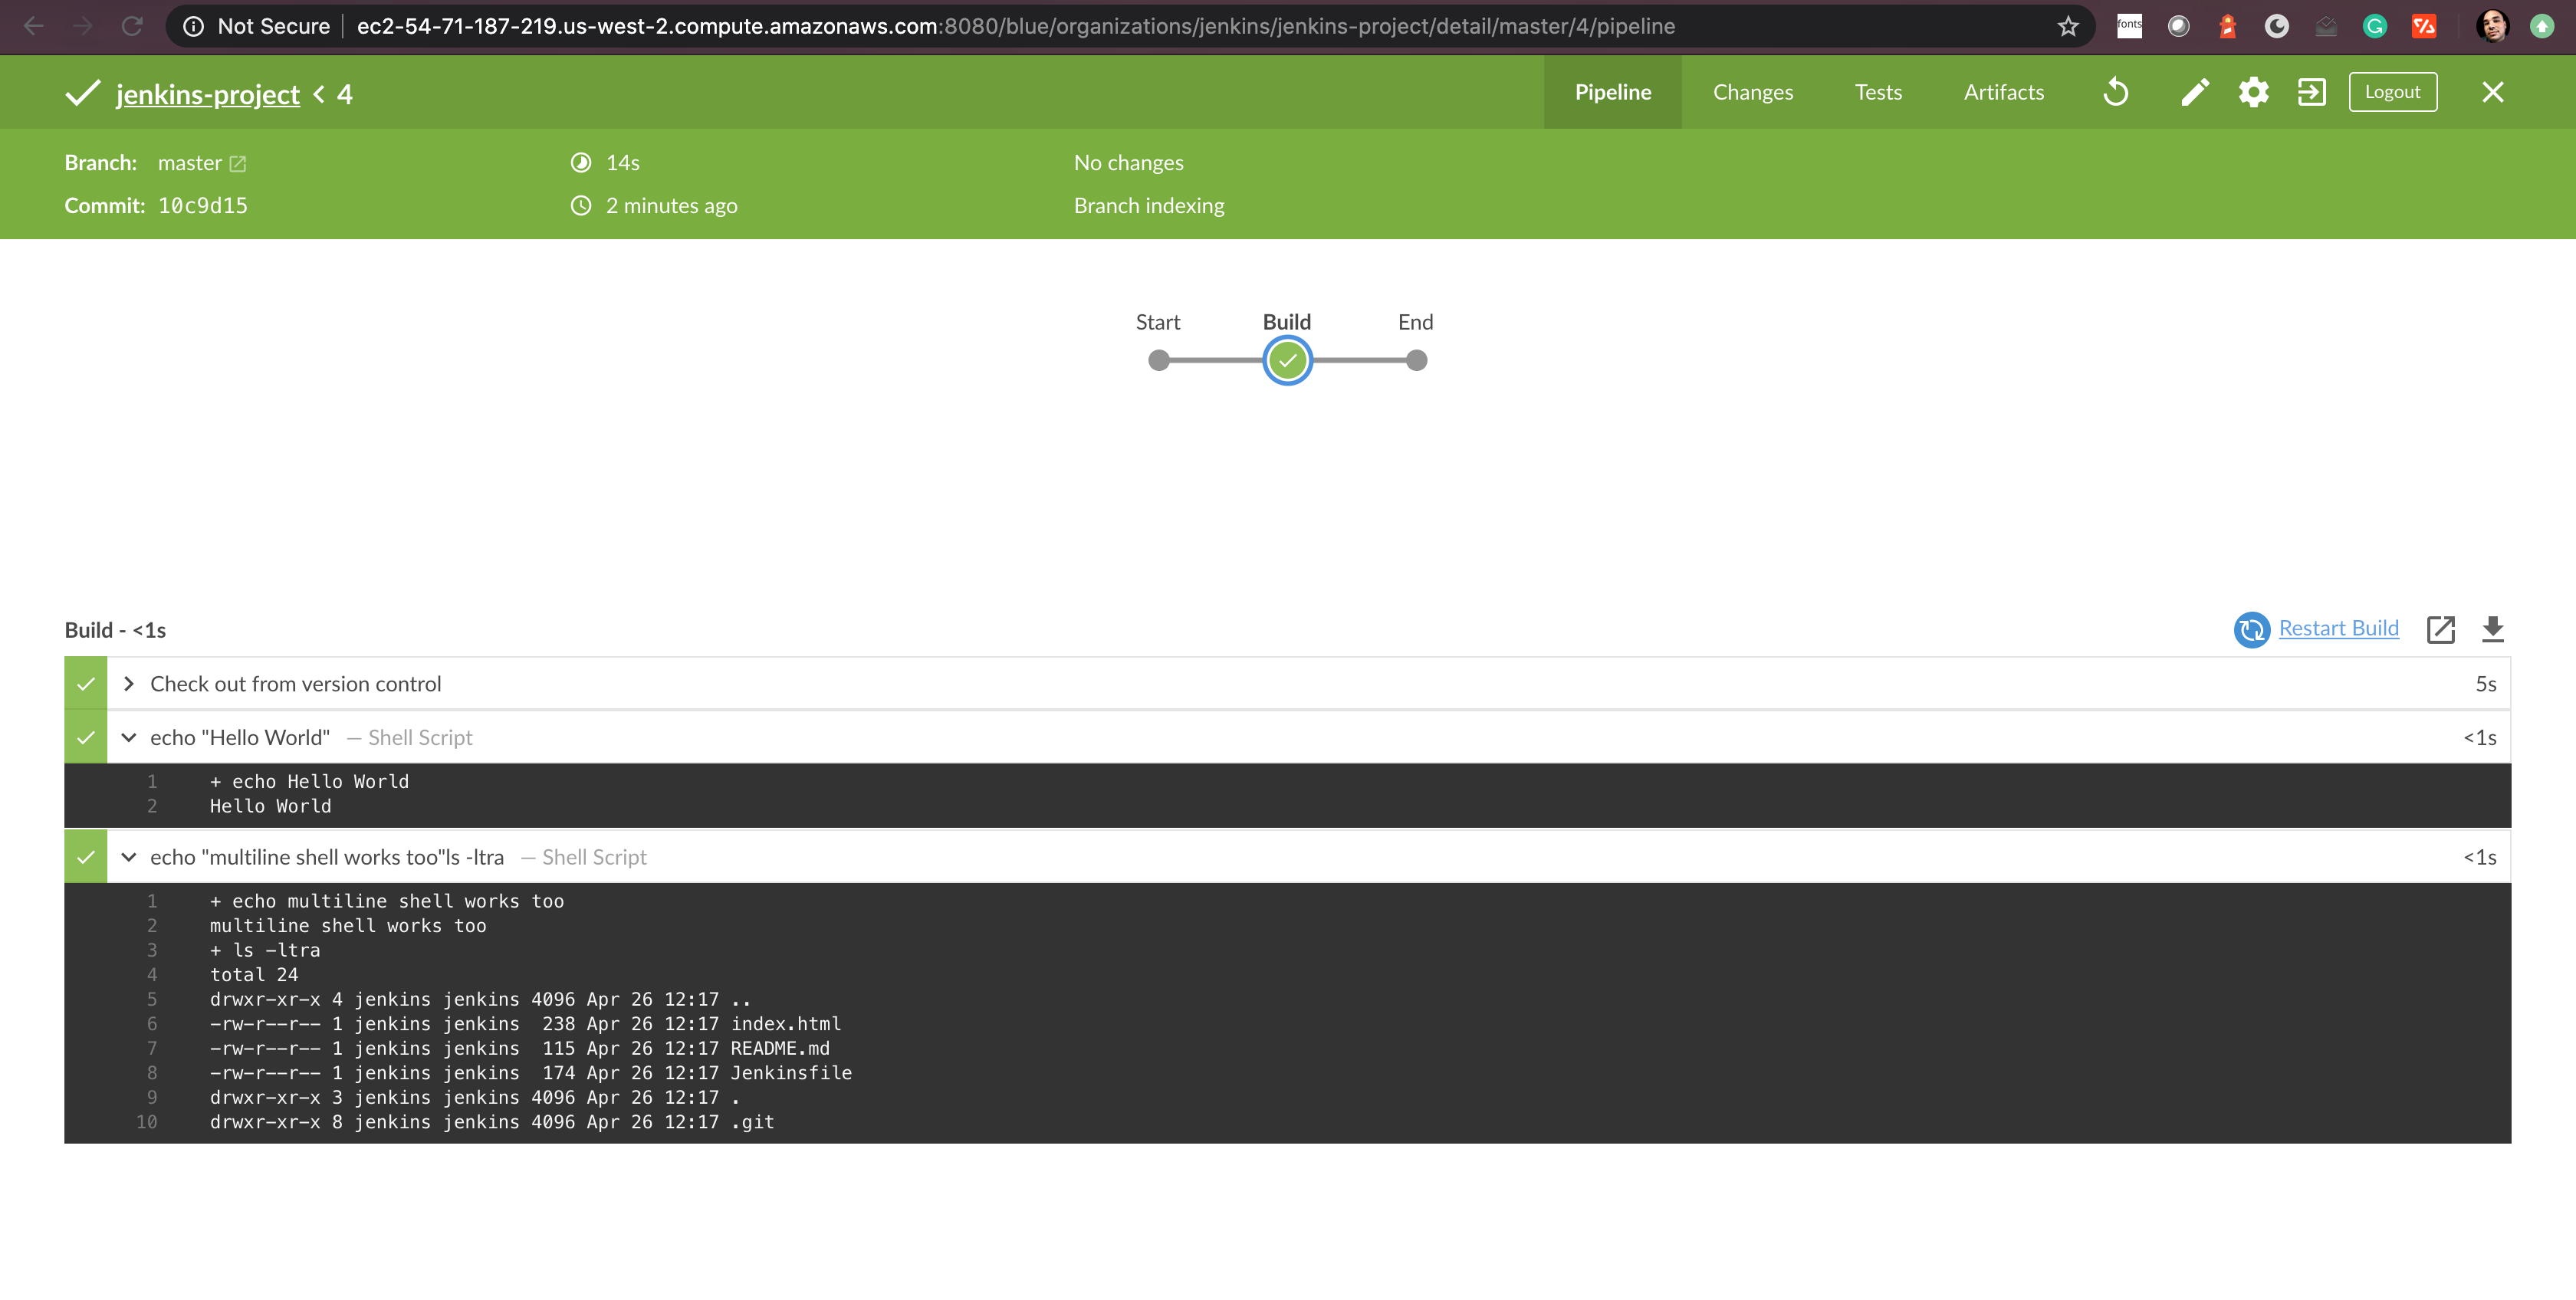 Not Secure ec2-54-71-187-219.us-west-2.compute.amazonaws.com:8080/blue/organizations/jenkins/jenkins-project/detail/master/4/pipeline fonts
jenkins-project < 4 Pipeline Changes Tests Artifacts Logout
Branch: master 14s No changes
Commit: 10c9d15 2 minutes ago Branch indexing
Start Build End
Build - <1s Restart Build
Check out from version control 5s
echo "Hello World" — Shell Script <1s
1 + echo Hello World
2 Hello World
echo "multiline shell works too"ls -ltra — Shell Script <1s
1 + echo multiline shell works too
2 multiline shell works too
3 + ls -ltra
4 total 24
5 drwxr-xr-x 4 jenkins jenkins 4096 Apr 26 12:17 ..
6 -rw-r--r-- 1 jenkins jenkins  238 Apr 26 12:17 index.html
7 -rw-r--r-- 1 jenkins jenkins  115 Apr 26 12:17 README.md
8 -rw-r--r-- 1 jenkins jenkins  174 Apr 26 12:17 Jenkinsfile
9 drwxr-xr-x 3 jenkins jenkins 4096 Apr 26 12:17 .
10 drwxr-xr-x 8 jenkins jenkins 4096 Apr 26 12:17 .git